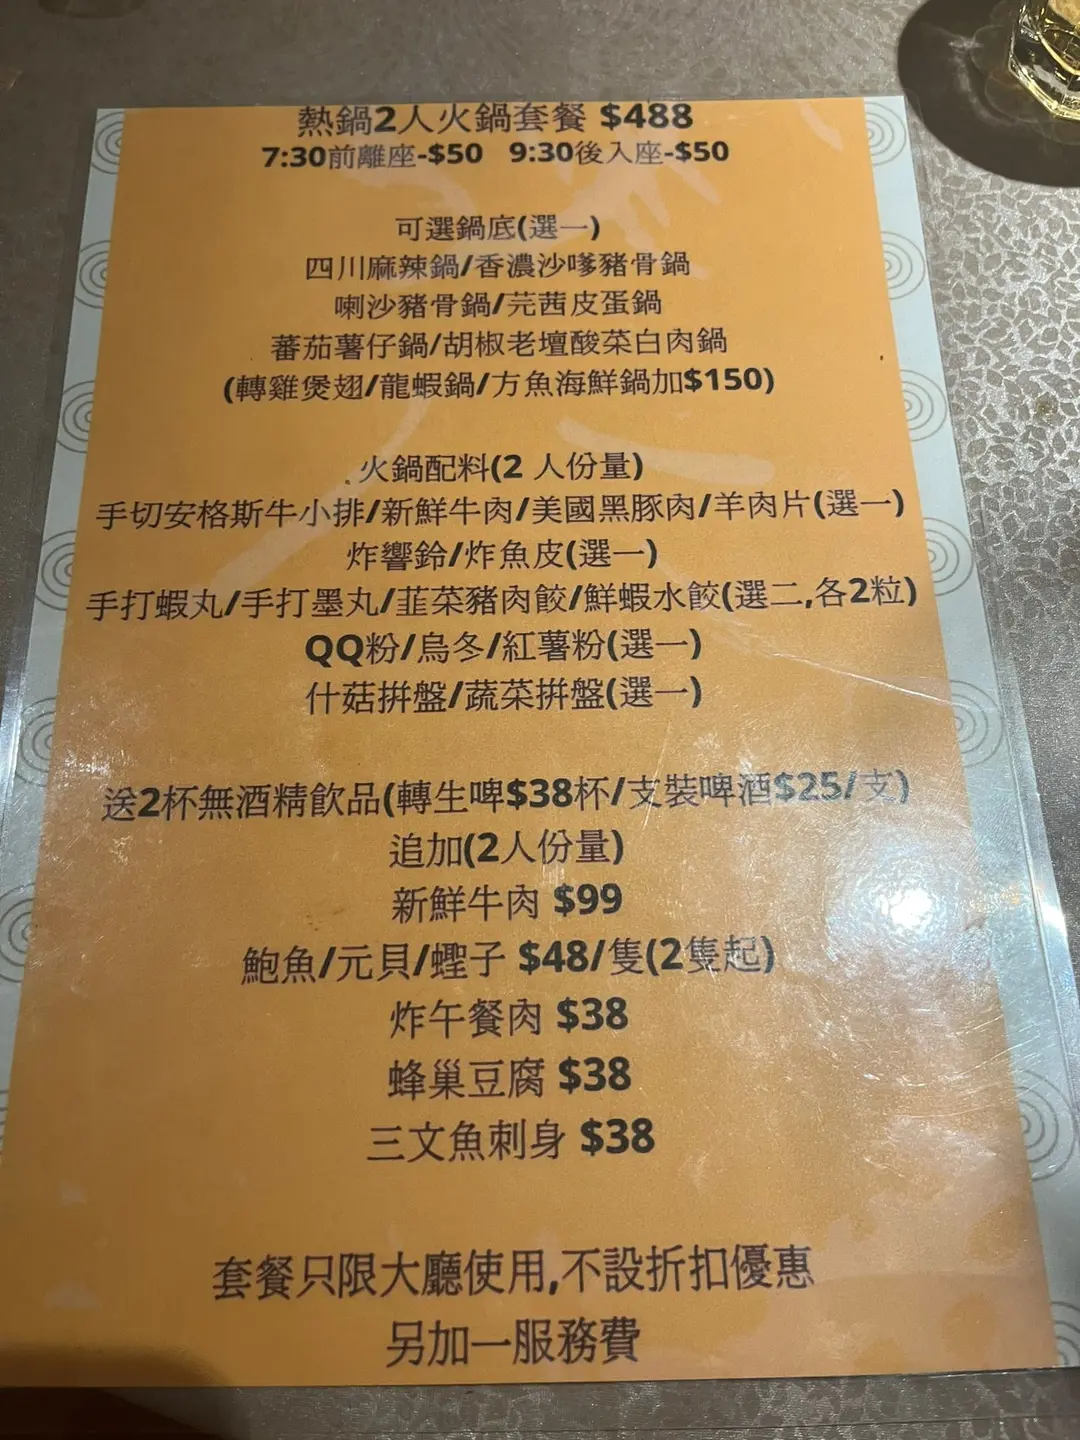 熱鍋2人火鍋套餐 $488
7:30前離座-$50 9:30後入座-$50
可選鍋底(選一)
四川麻辣鍋/香濃沙嗲豬骨鍋
喇沙豬骨鍋/芫茜皮蛋鍋
蕃茄薯仔鍋/胡椒老壇酸菜白肉鍋
(轉雞煲翅/龍蝦鍋/方魚海鮮鍋加$150)
火鍋配料(2 人份量)
手切安格斯牛小排/新鮮牛肉/美國黑豚肉/羊肉片(選一)
炸響鈴/炸魚皮(選一)
手打蝦丸/手打墨丸/韮菜豬肉餃/鮮蝦水餃(選二,各2粒)
QQ粉/烏冬/紅薯粉(選一)
什菇拼盤/蔬菜拼盤(選一)
送2杯無酒精飲品(轉生啤$38杯/支裝啤酒$25/支)
追加(2人份量)
新鮮牛肉 $99
鮑魚/元貝/蟶子 $48/隻(2隻起)
炸午餐肉 $38
蜂巢豆腐 $38
三文魚刺身 $38
套餐只限大廳使用,不設折扣優惠
另加一服務費